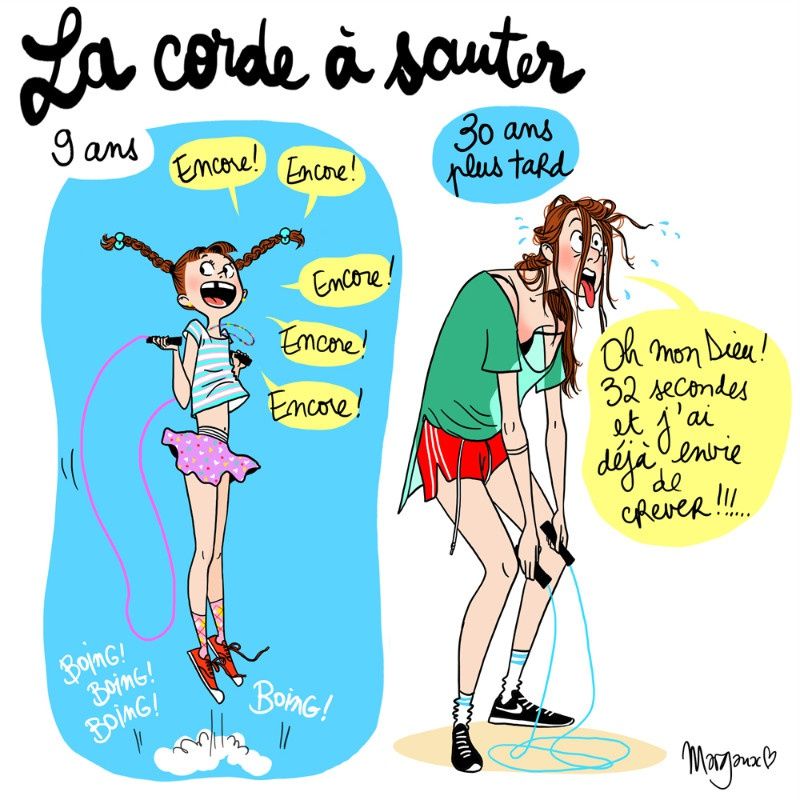 La corde à sauter
9 ans
Encore!
Encore!
Encore!
Encore!
Encore!
Boing!
Boing!
Boing!
Boing!
30 ans
plus tard
Oh mon Dieu!
32 secondes
et j'ai
déjà envie
de
crever!!!....
Margaux